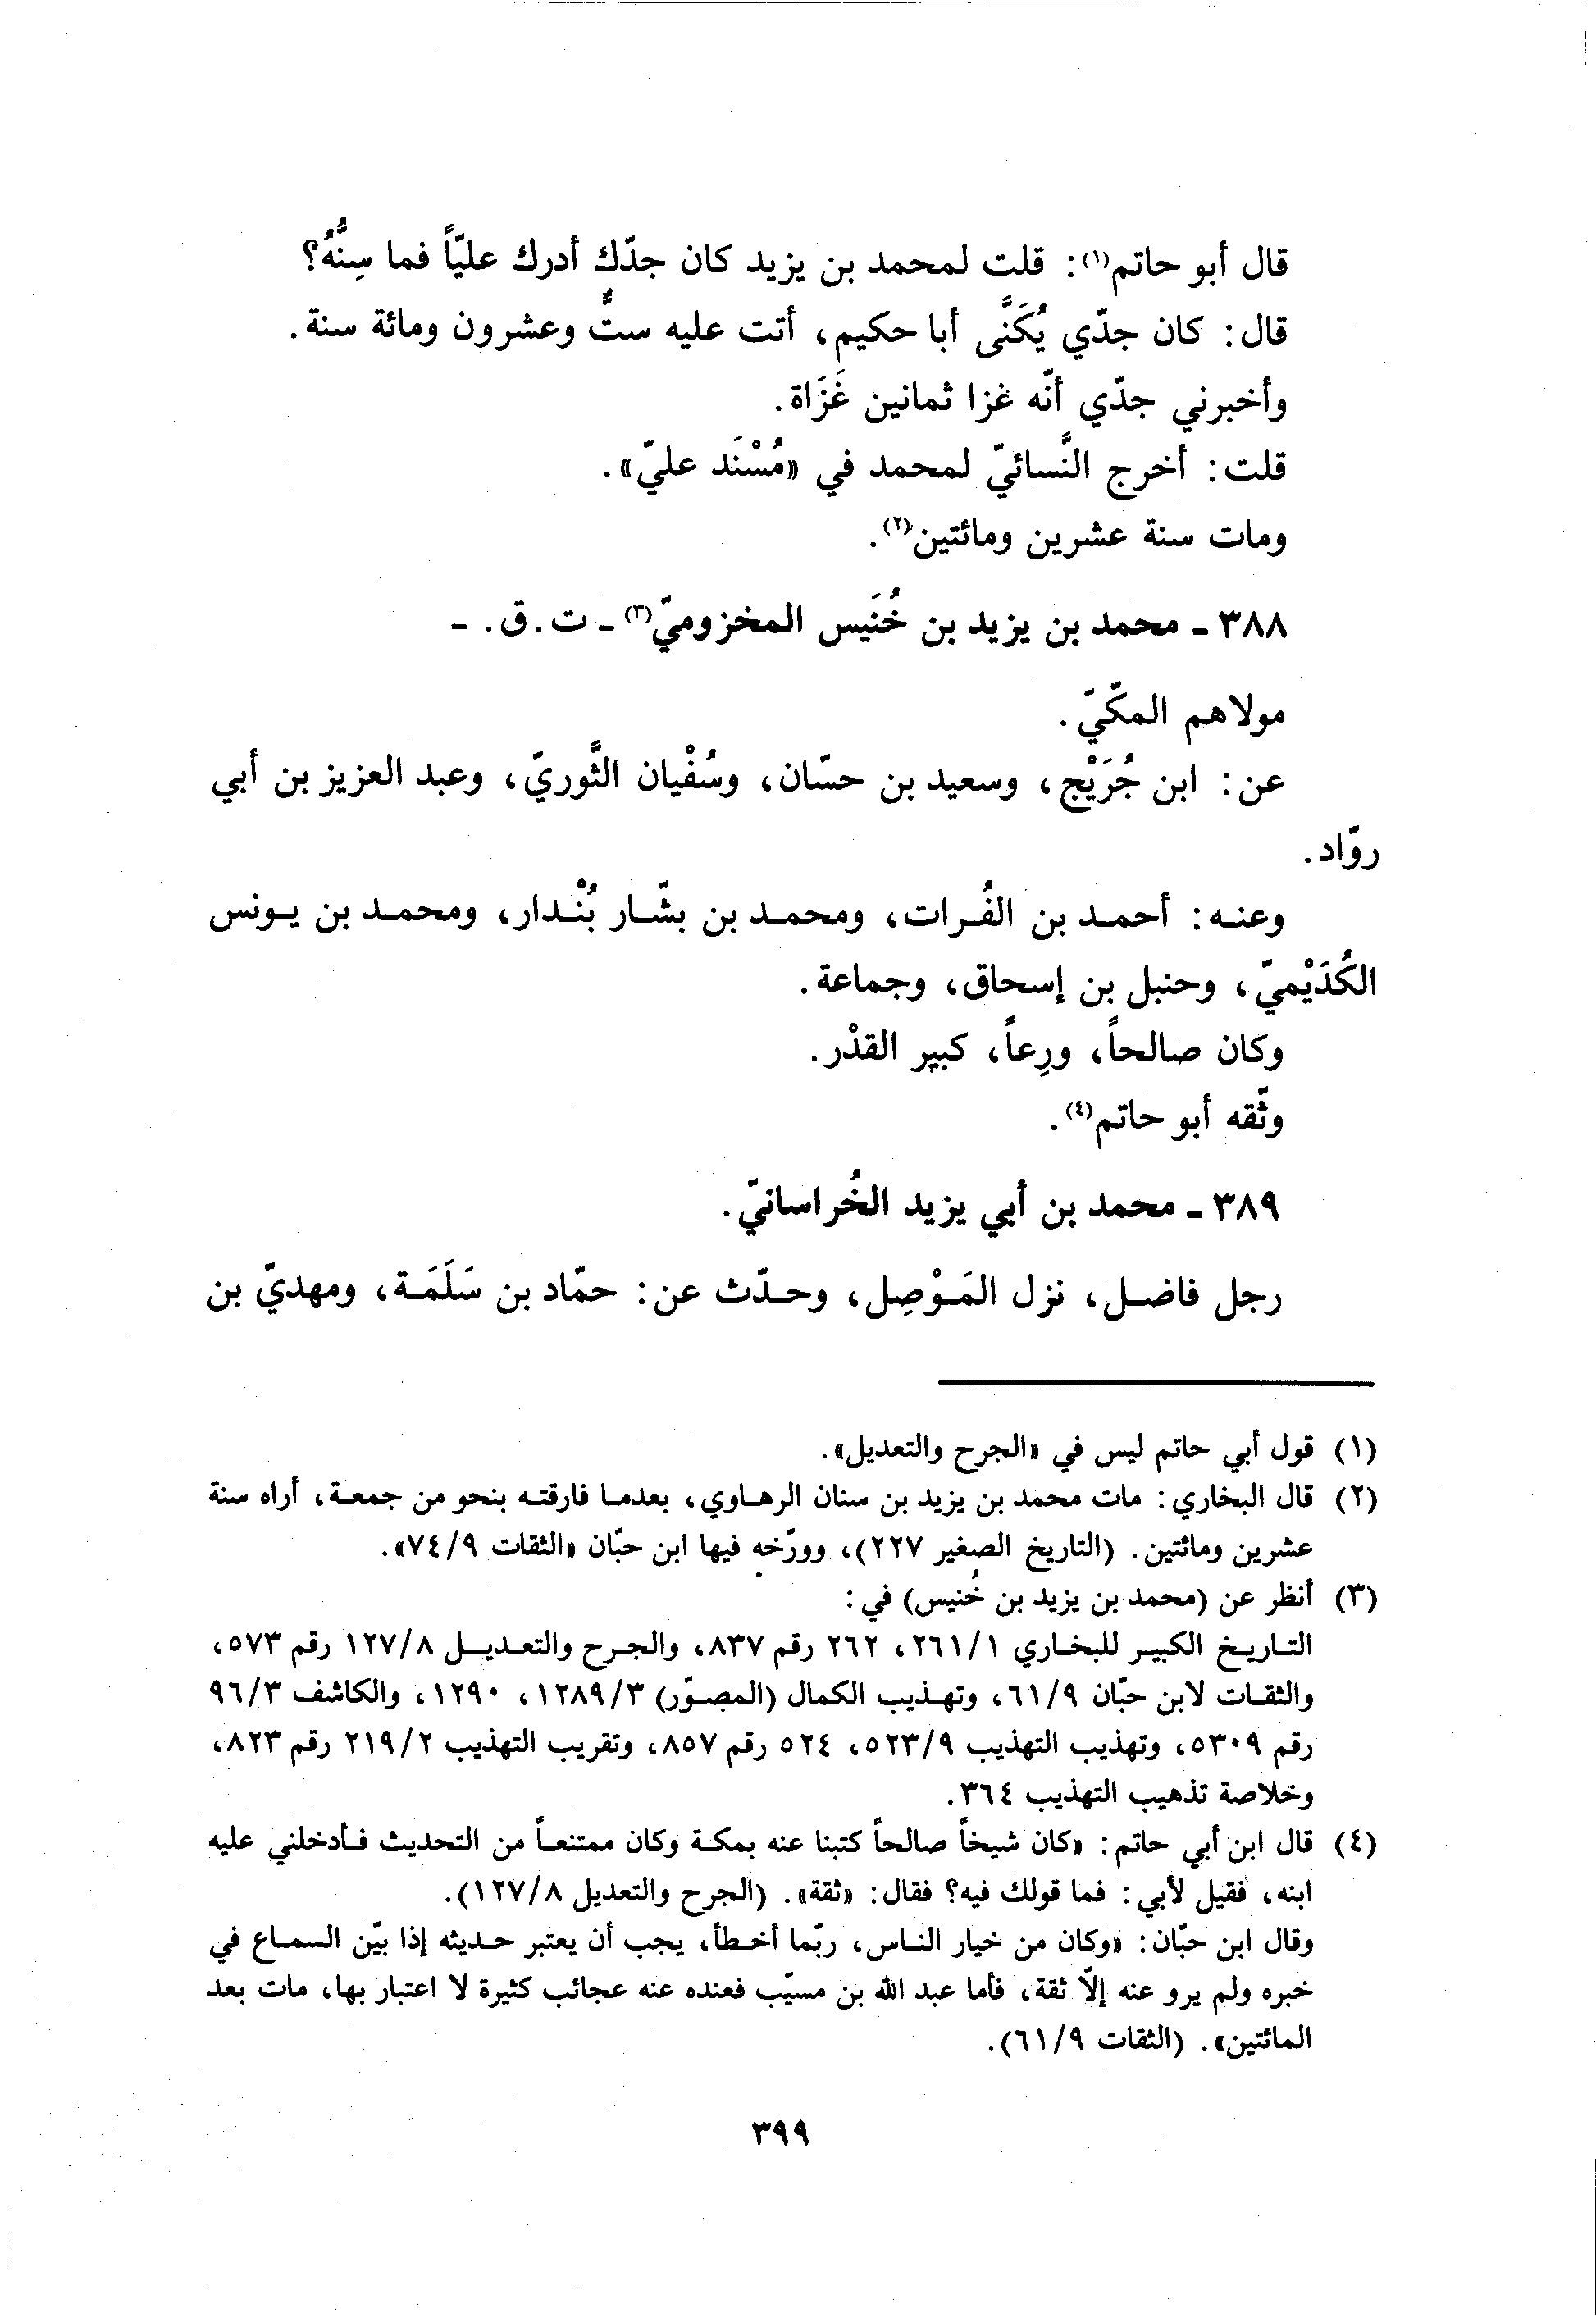 قال أبو حاتم(١): قلت لمحمد بن يزيد كان جدّك أدرك عليّاً فما سِنُّهُ؟
قال: كان جدّي يُكَنَّى أبا حكيم، أتت عليه ستٌّ وعشرون ومائة سنة.
وأخبرني جدّي أنّه غزا ثمانين غَزَاة.
قلت: أخرج النَّسائيّ لمحمد في «مُسْنَد عليّ».
ومات سنة عشرين ومائتين(٢).
٣٨٨ - محمد بن يزيد بن خُنَيس المخزوميّ(٣) - ت. ق. -
مولاهم المكّيّ.
عن: ابن جُرَيْج، وسعيد بن حسّان، وسُفْيان الثَّوريّ، وعبد العزيز بن أبي
روّاد.
وعنه: أحمد بن الفُرات، ومحمد بن بشّار بُنْدار، ومحمد بن يونس
الكُدَيْميّ، وحنبل بن إسحاق، وجماعة.
وكان صالحاً، ورِعاً، كبير القدْر.
وثّقه أبو حاتم(٤).
٣٨٩ - محمد بن أبي يزيد الخُراسانيّ.
رجل فاضل، نزل المَوْصِل، وحدّث عن: حمّاد بن سَلَمَة، ومهديّ بن
(١) قول أبي حاتم ليس في «الجرح والتعديل».
(٢) قال البخاري: مات محمد بن يزيد بن سنان الرهاوي، بعدما فارقته بنحو من جمعة، أراه سنة
عشرين ومائتين. (التاريخ الصغير ٢٢٧)، وورّخه فيها ابن حبّان «الثقات ٧٤/٩».
(٣) أنظر عن (محمد بن يزيد بن خُنيس) في:
التاريخ الكبير للبخاري ٢٦١/١، ٢٦٢ رقم ٨٣٧، والجرح والتعديل ١٢٧/٨ رقم ٥٧٣،
والثقات لابن حبّان ٦١/٩، وتهذيب الكمال (المصوّر) ١٢٨٩/٣، ١٢٩٠، والكاشف ٩٦/٣
رقم ٥٣٠٩، وتهذيب التهذيب ٥٢٣/٩، ٥٢٤ رقم ٨٥٧، وتقريب التهذيب ٢١٩/٢ رقم ٨٢٣،
وخلاصة تذهيب التهذيب ٣٦٤.
(٤) قال ابن أبي حاتم: «كان شيخاً صالحاً كتبنا عنه بمكة وكان ممتنعاً من التحديث فأدخلني عليه
ابنه، فقيل لأبي: فما قولك فيه؟ فقال: «ثقة». (الجرح والتعديل ١٢٧/٨).
وقال ابن حبّان: «وكان من خيار الناس، ربّما أخطأ، يجب أن يعتبر حديثه إذا بيّن السماع في
خبره ولم يرو عنه إلّا ثقة، فأما عبد الله بن مسيّب فعنده عنه عجائب كثيرة لا اعتبار بها، مات بعد
المائتين». (الثقات ٦١/٩).
٣٩٩